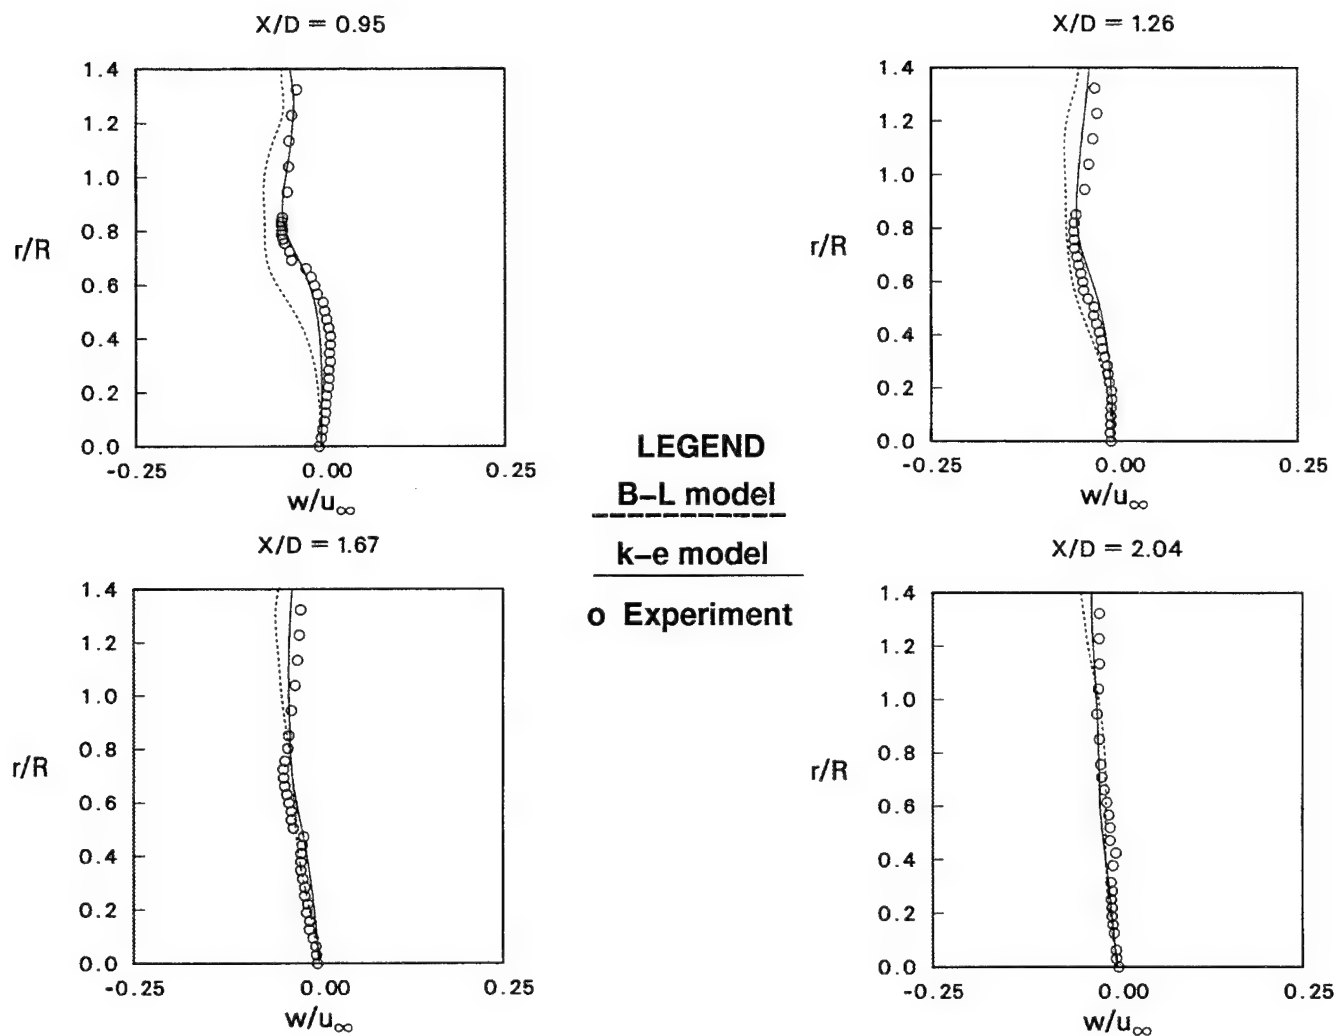 X/D = 0.95
1.4
1.2
1.0
0.8
r/R
0.6
0.4
0.2
0.0
-0.25
0.00
0.25
w/u∞
X/D = 1.26
1.4
1.2
1.0
0.8
r/R
0.6
0.4
0.2
0.0
-0.25
0.00
0.25
w/u∞
LEGEND
B–L model
k–e model
o Experiment
X/D = 1.67
1.4
1.2
1.0
0.8
r/R
0.6
0.4
0.2
0.0
-0.25
0.00
0.25
w/u∞
X/D = 2.04
1.4
1.2
1.0
0.8
r/R
0.6
0.4
0.2
0.0
-0.25
0.00
0.25
w/u∞